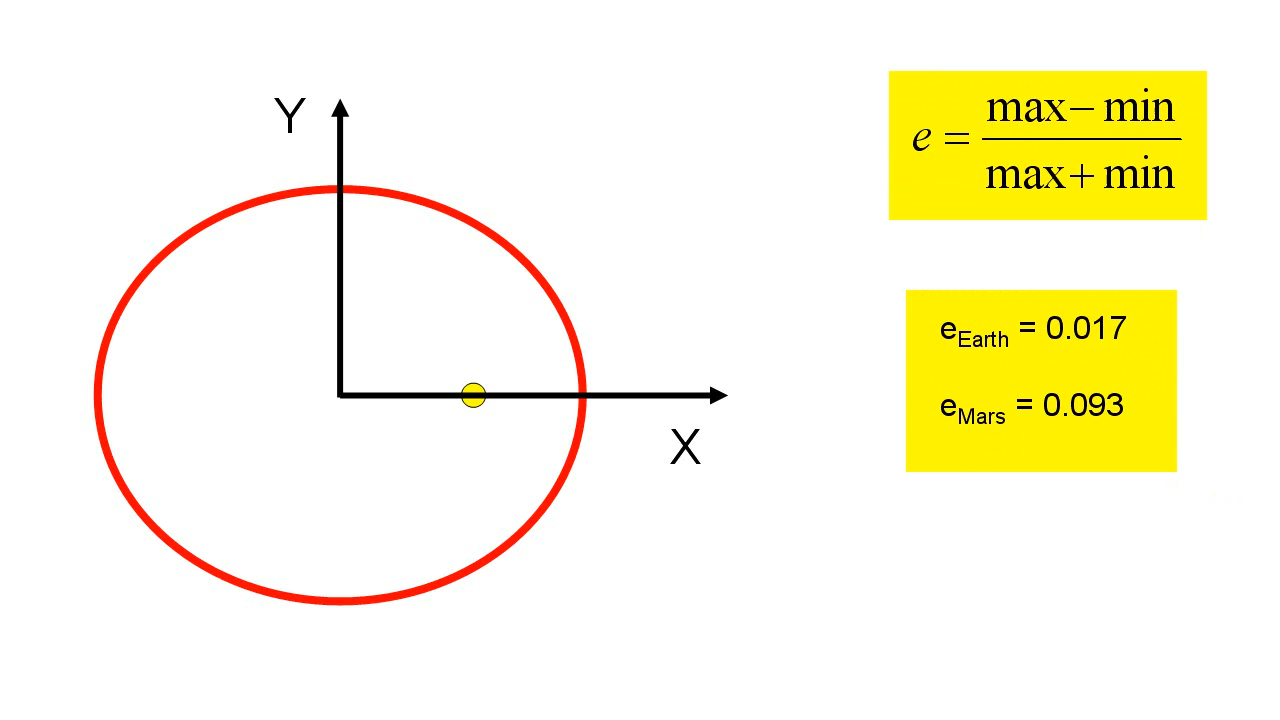 Y
X
e = max − min / max + min
eEarth = 0.017
eMars = 0.093